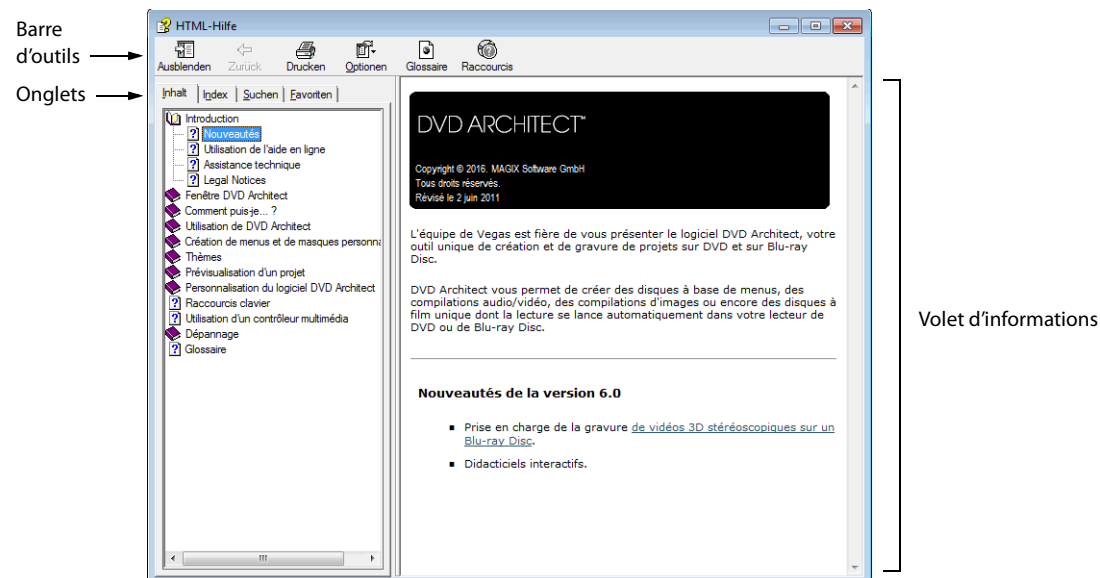 Barre
d'outils
Onglets
HTML-Hilfe
Ausblenden Zurück Drucken Optionen Glossaire Raccourcis
Inhalt Index Suchen Favoriten
Introduction
Nouveautés
Utilisation de l'aide en ligne
Assistance technique
Legal Notices
Fenêtre DVD Architect
Comment puis-je... ?
Utilisation de DVD Architect
Création de menus et de masques personna
Thèmes
Prévisualisation d'un projet
Personnalisation du logiciel DVD Architect
Raccourcis clavier
Utilisation d'un contrôleur multimédia
Dépannage
Glossaire
DVD ARCHITECT™
Copyright © 2016. MAGIX Software GmbH
Tous droits réservés.
Révisé le 2 juin 2011
L'équipe de Vegas est fière de vous présenter le logiciel DVD Architect, votre
outil unique de création et de gravure de projets sur DVD et sur Blu-ray
Disc.
DVD Architect vous permet de créer des disques à base de menus, des
compilations audio/vidéo, des compilations d'images ou encore des disques à
film unique dont la lecture se lance automatiquement dans votre lecteur de
DVD ou de Blu-ray Disc.
Nouveautés de la version 6.0
Prise en charge de la gravure de vidéos 3D stéréoscopiques sur un
Blu-ray Disc.
Didacticiels interactifs.
Volet d'informations